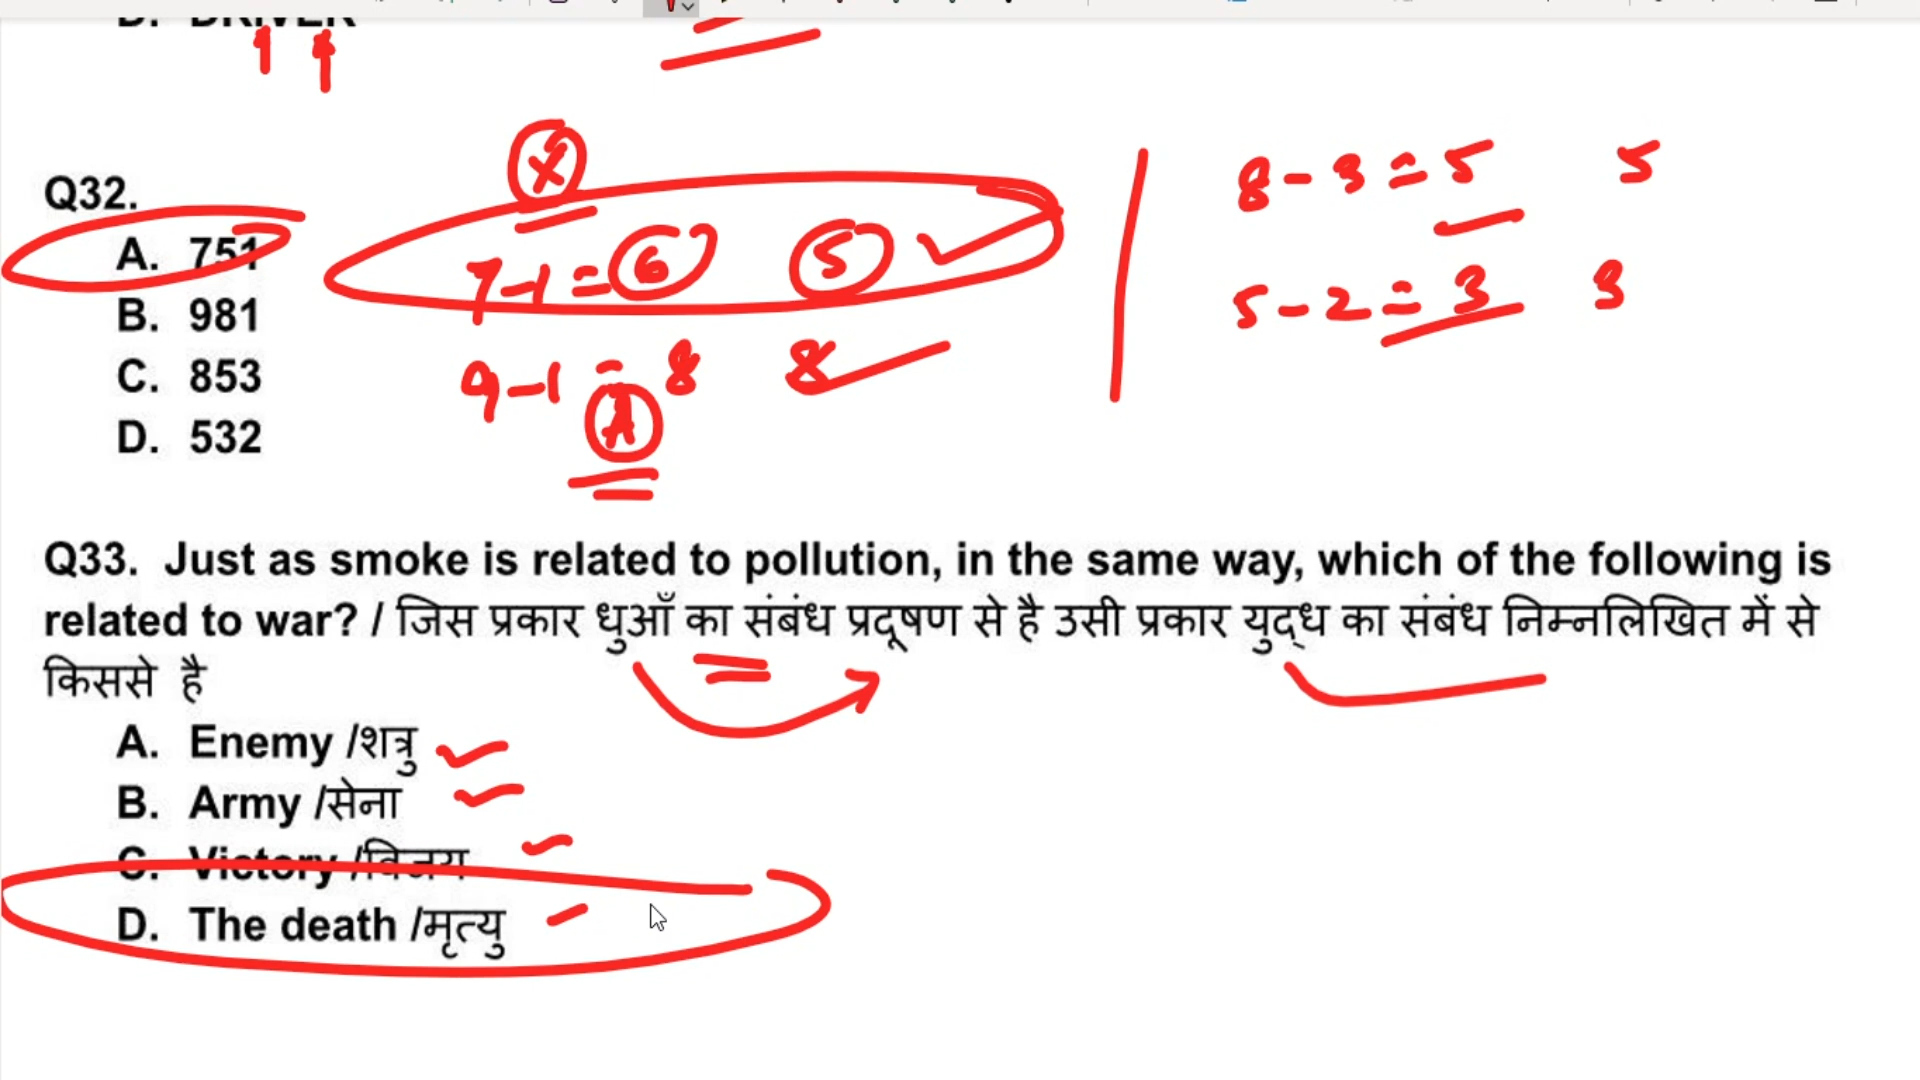 D. DRIVER
Q32.
X
8-3=5 5
A. 751 7-1=6 5
5-2=3 3
B. 981
C. 853 9-1=8 8
D. 532 A
Q33. Just as smoke is related to pollution, in the same way, which of the following is
related to war? / जिस प्रकार धुआँ का संबंध प्रदूषण से है उसी प्रकार युद्ध का संबंध निम्नलिखित में से
किससे है
A. Enemy /शत्रु
B. Army /सेना
C. Victory /विजय
D. The death /मृत्यु